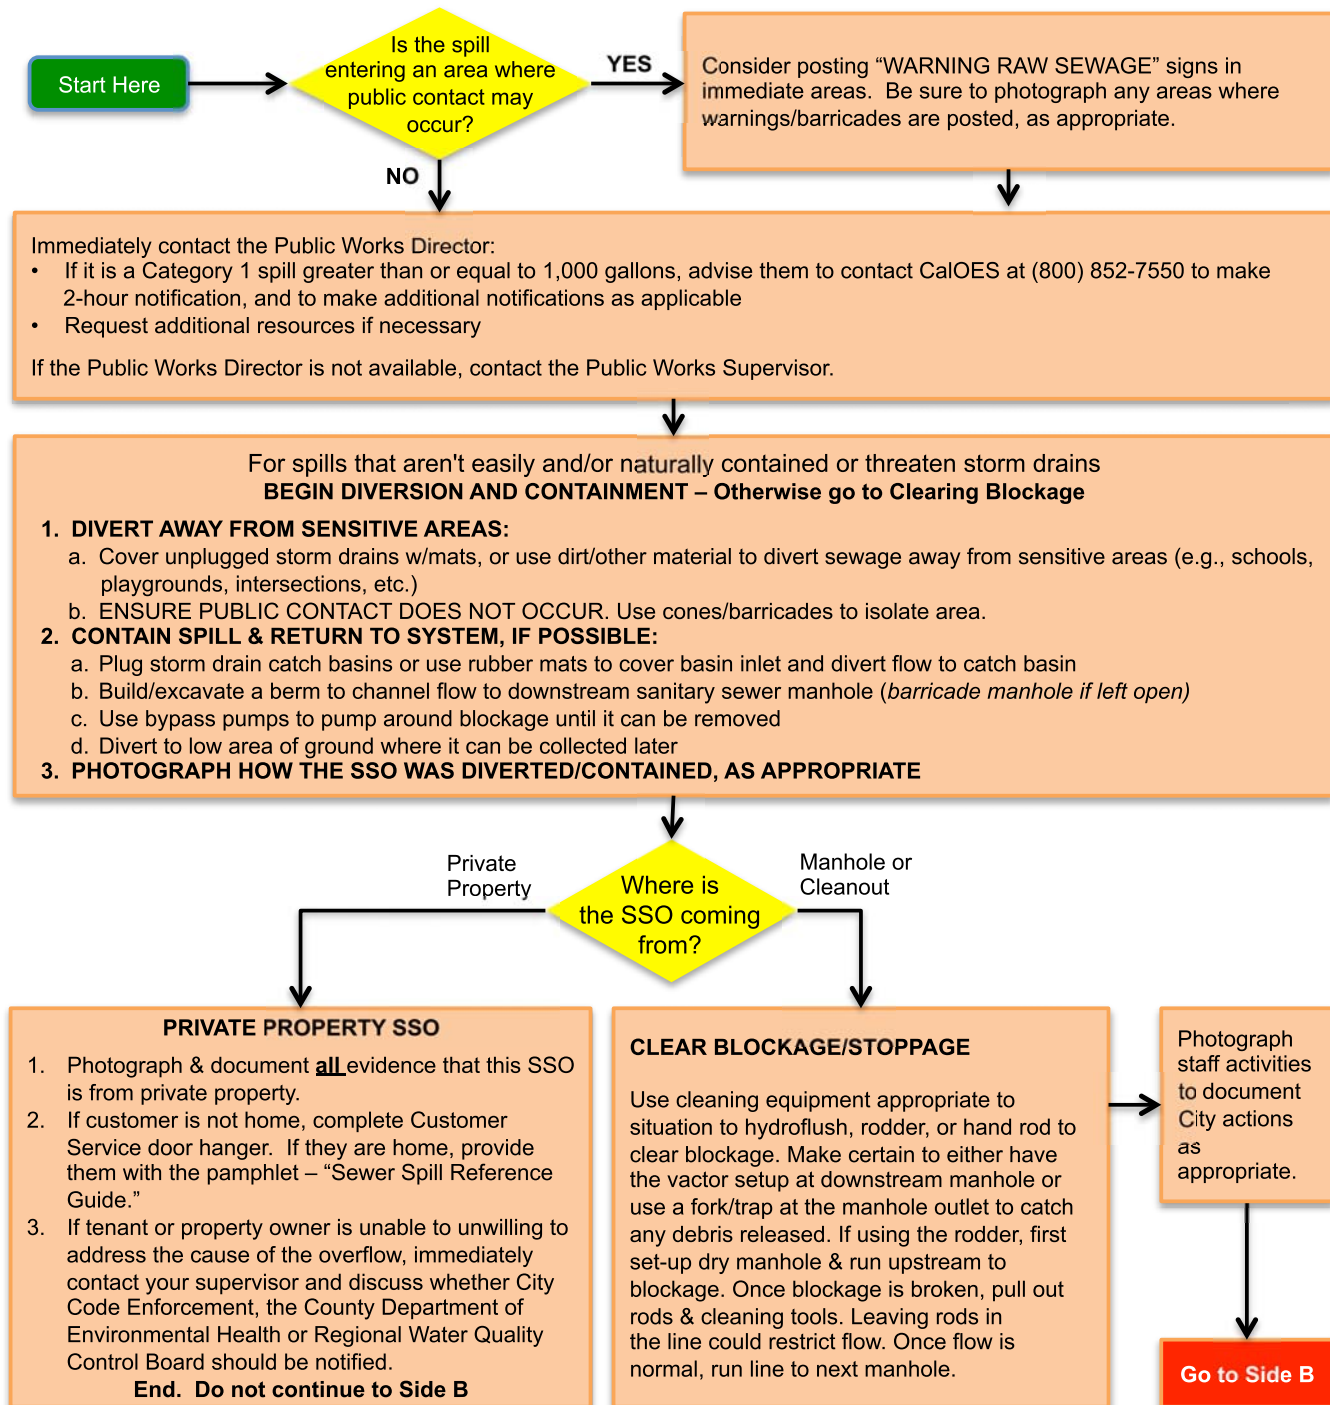 Start Here
Is the spill
entering an area where
public contact may
occur?
YES
NO
Consider posting “WARNING RAW SEWAGE” signs in
immediate areas.  Be sure to photograph any areas where
warnings/barricades are posted, as appropriate.
Immediately contact the Public Works Director:
• If it is a Category 1 spill greater than or equal to 1,000 gallons, advise them to contact CalOES at (800) 852-7550 to make
2-hour notification, and to make additional notifications as applicable
• Request additional resources if necessary
If the Public Works Director is not available, contact the Public Works Supervisor.
For spills that aren't easily and/or naturally contained or threaten storm drains
BEGIN DIVERSION AND CONTAINMENT – Otherwise go to Clearing Blockage
1. DIVERT AWAY FROM SENSITIVE AREAS:
a. Cover unplugged storm drains w/mats, or use dirt/other material to divert sewage away from sensitive areas (e.g., schools,
playgrounds, intersections, etc.)
b. ENSURE PUBLIC CONTACT DOES NOT OCCUR. Use cones/barricades to isolate area.
2. CONTAIN SPILL & RETURN TO SYSTEM, IF POSSIBLE:
a. Plug storm drain catch basins or use rubber mats to cover basin inlet and divert flow to catch basin
b. Build/excavate a berm to channel flow to downstream sanitary sewer manhole (barricade manhole if left open)
c. Use bypass pumps to pump around blockage until it can be removed
d. Divert to low area of ground where it can be collected later
3. PHOTOGRAPH HOW THE SSO WAS DIVERTED/CONTAINED, AS APPROPRIATE
Where is
the SSO coming
from?
Private
Property
Manhole or
Cleanout
PRIVATE PROPERTY SSO
1. Photograph & document all evidence that this SSO
is from private property.
2. If customer is not home, complete Customer
Service door hanger.  If they are home, provide
them with the pamphlet – “Sewer Spill Reference
Guide.”
3. If tenant or property owner is unable to unwilling to
address the cause of the overflow, immediately
contact your supervisor and discuss whether City
Code Enforcement, the County Department of
Environmental Health or Regional Water Quality
Control Board should be notified.
End.  Do not continue to Side B
CLEAR BLOCKAGE/STOPPAGE
Use cleaning equipment appropriate to
situation to hydroflush, rodder, or hand rod to
clear blockage. Make certain to either have
the vactor setup at downstream manhole or
use a fork/trap at the manhole outlet to catch
any debris released. If using the rodder, first
set-up dry manhole & run upstream to
blockage. Once blockage is broken, pull out
rods & cleaning tools. Leaving rods in
the line could restrict flow. Once flow is
normal, run line to next manhole.
Photograph
staff activities
to document
City actions
as
appropriate.
Go to Side B